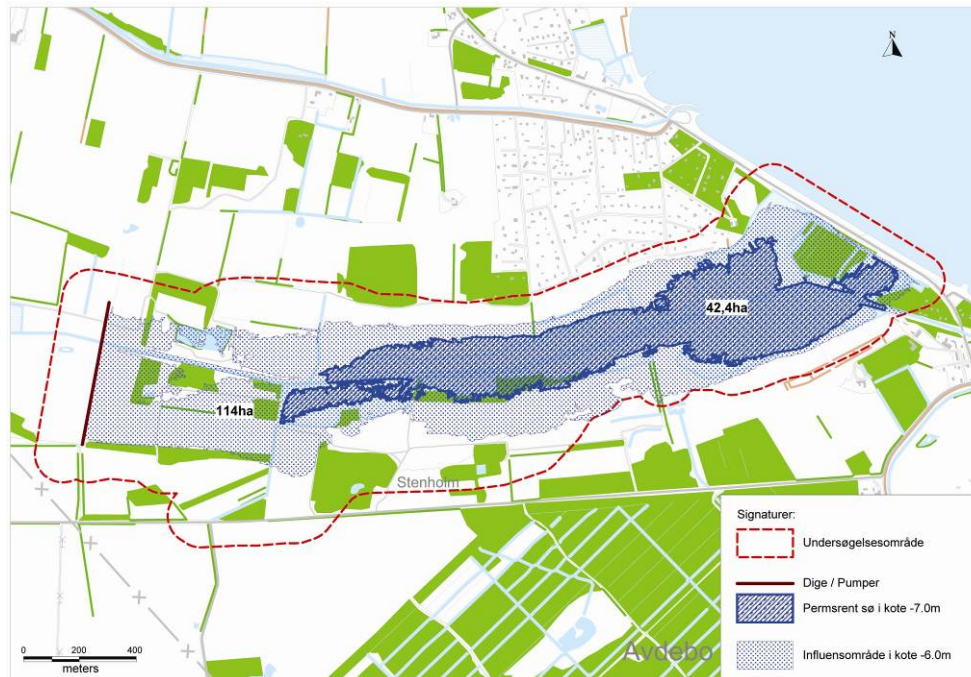 N
42,4ha
114ha
Stenholm
Avdebo
Signaturer:
Undersøgelsesområde
Dige / Pumper
Permsrent sø i kote -7.0m
Influensområde i kote -6.0m
0 200 400
meters